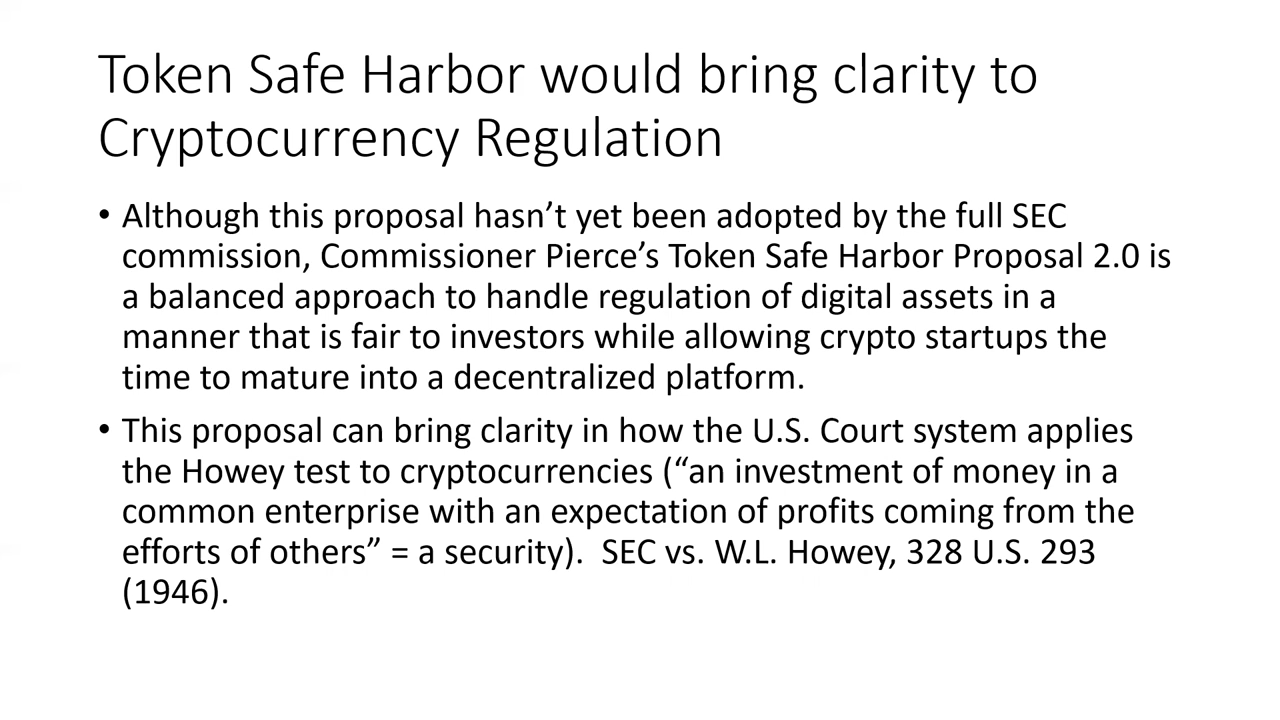 Token Safe Harbor would bring clarity to
Cryptocurrency Regulation
• Although this proposal hasn’t yet been adopted by the full SEC
commission, Commissioner Pierce’s Token Safe Harbor Proposal 2.0 is
a balanced approach to handle regulation of digital assets in a
manner that is fair to investors while allowing crypto startups the
time to mature into a decentralized platform.
• This proposal can bring clarity in how the U.S. Court system applies
the Howey test to cryptocurrencies (“an investment of money in a
common enterprise with an expectation of profits coming from the
efforts of others” = a security).  SEC vs. W.L. Howey, 328 U.S. 293
(1946).